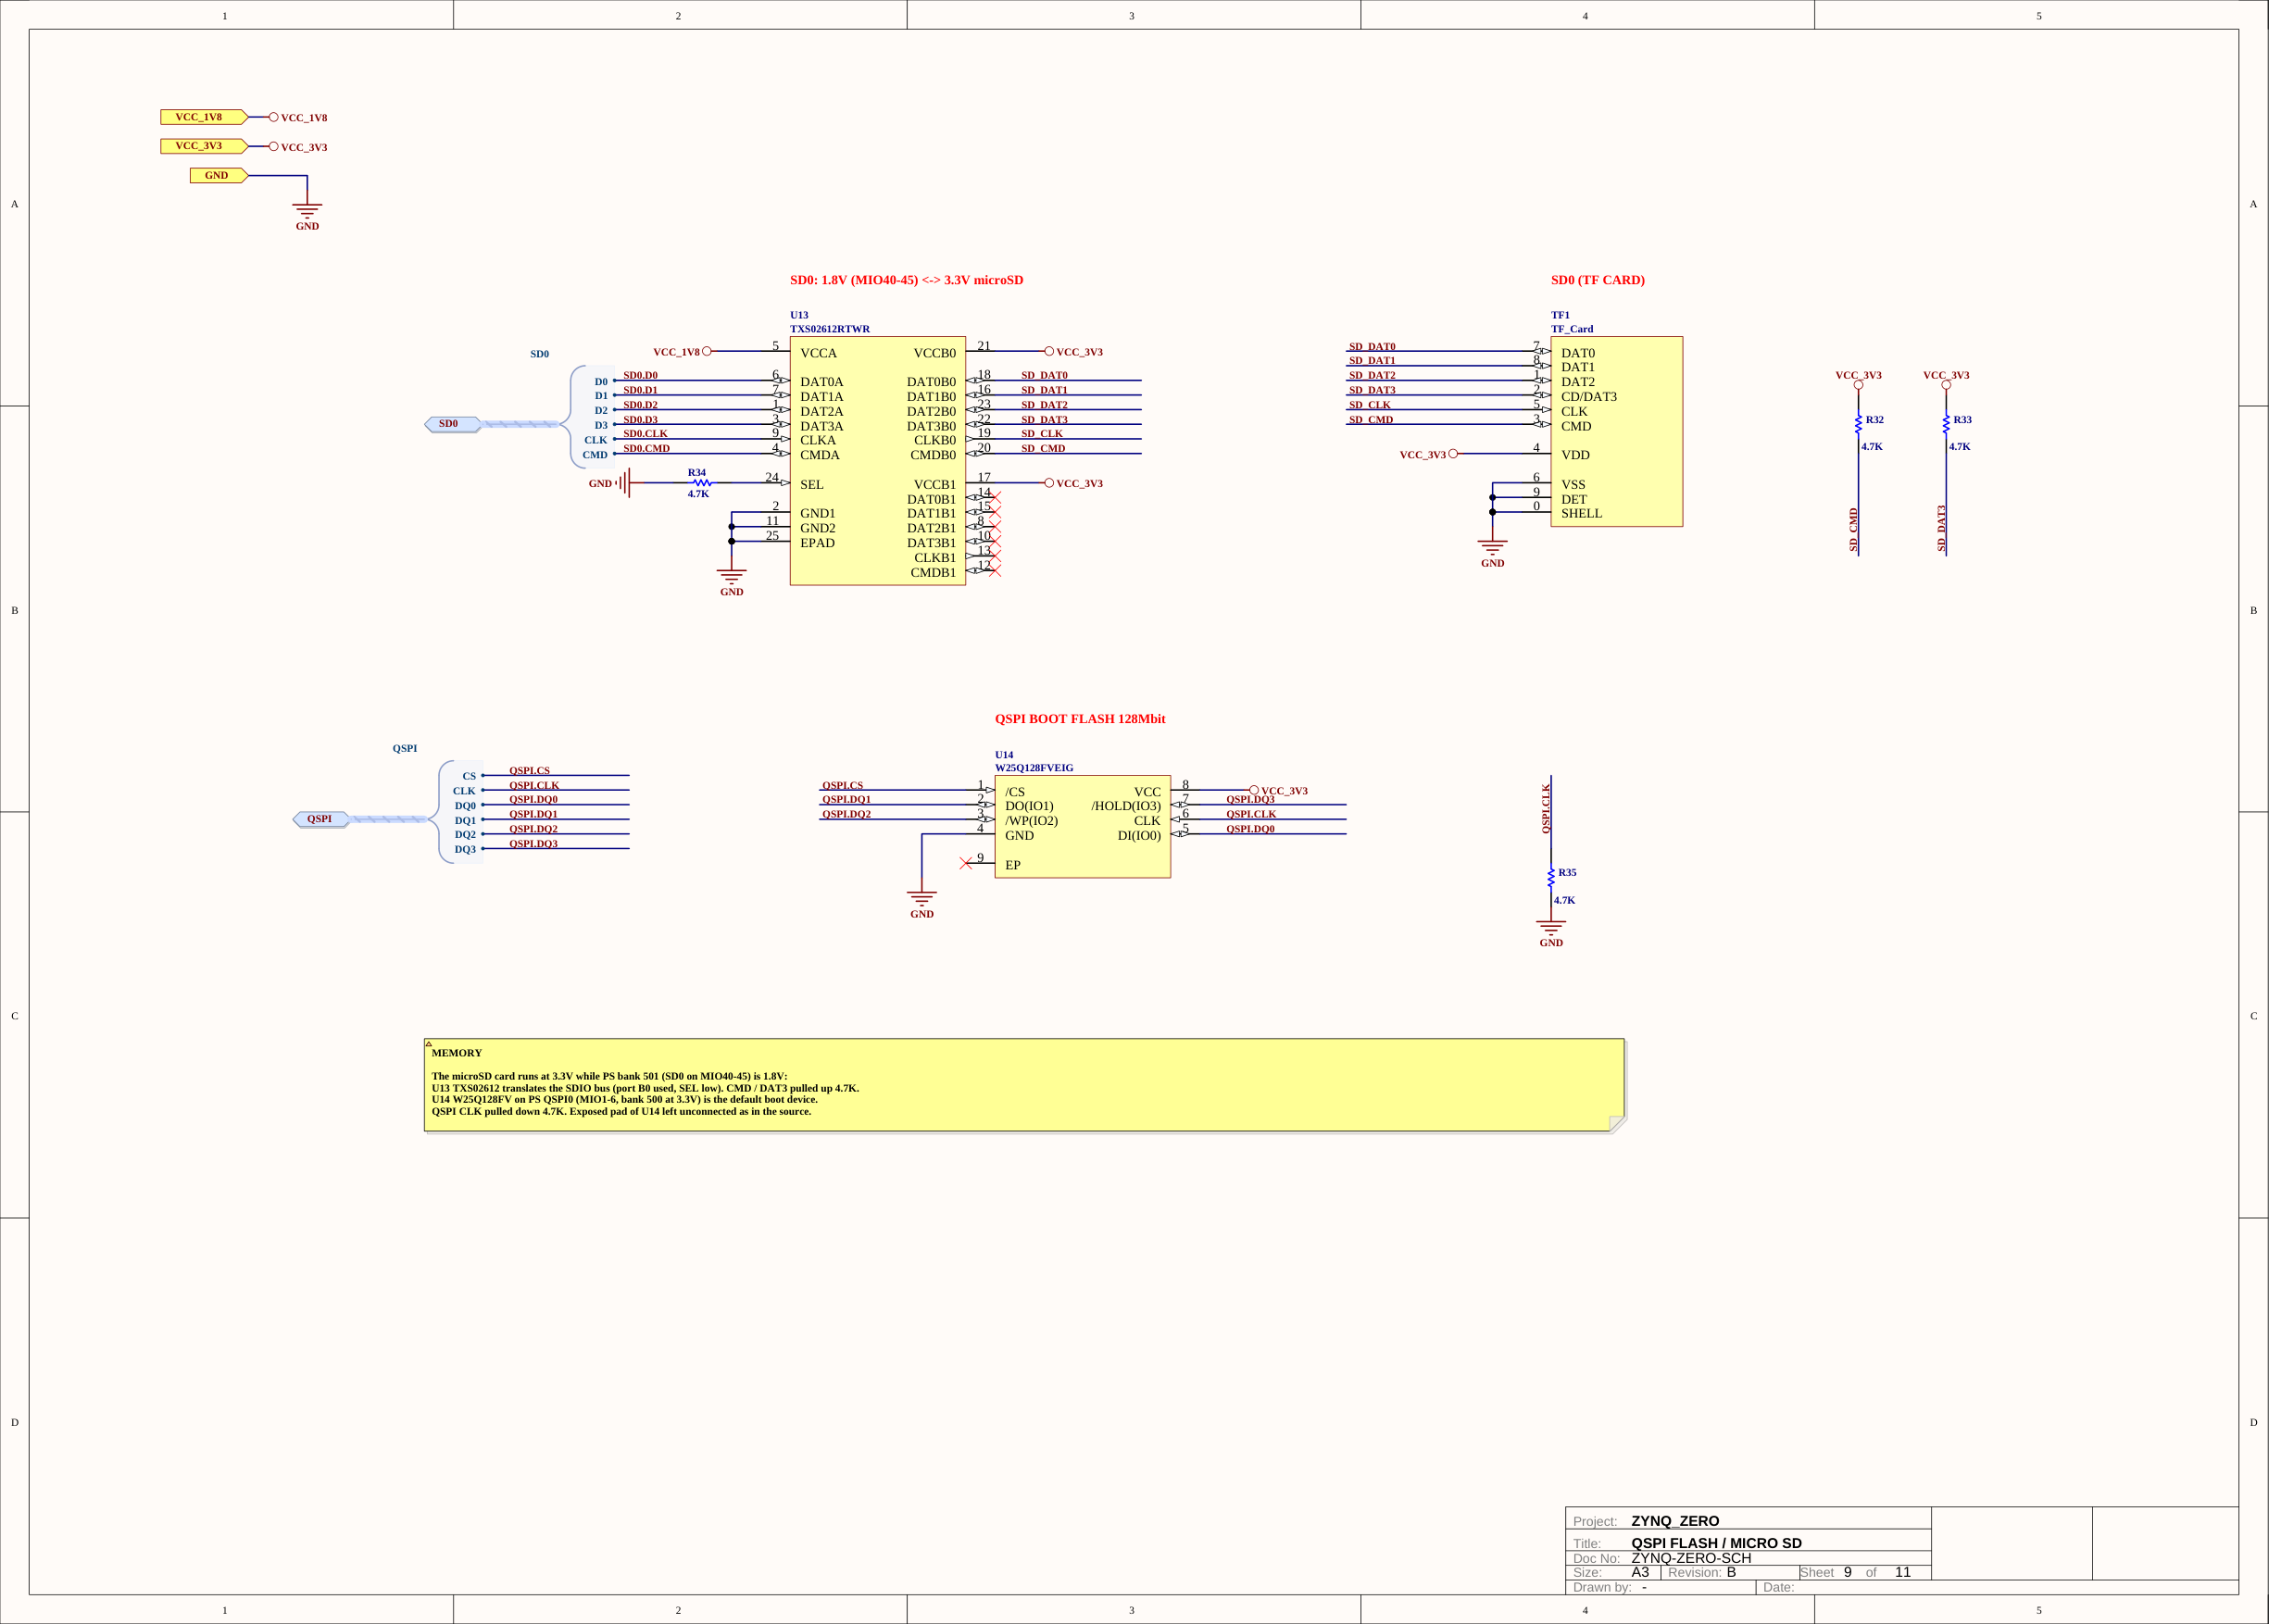 1 2 3 4 5
VCC_1V8 VCC_1V8
VCC_3V3 VCC_3V3
GND
GND
A A
SD0: 1.8V (MIO40-45) <-> 3.3V microSD
U13
TXS02612RTWR
SD0
VCC_1V8 5 VCCA VCCB0 21 VCC_3V3
D0 SD0.D0 6 DAT0A DAT0B0 18 SD_DAT0
D1 SD0.D1 7 DAT1A DAT1B0 16 SD_DAT1
D2 SD0.D2 1 DAT2A DAT2B0 23 SD_DAT2
D3 SD0.D3 3 DAT3A DAT3B0 22 SD_DAT3
CLK SD0.CLK 9 CLKA CLKB0 19 SD_CLK
CMD SD0.CMD 4 CMDA CMDB0 20 SD_CMD
SD0
GND R34 4.7K 24 SEL VCCB1 17 VCC_3V3
DAT0B1 14
2 GND1 DAT1B1 15
11 GND2 DAT2B1 8
25 EPAD DAT3B1 10
CLKB1 13
CMDB1 12
GND
SD0 (TF CARD)
TF1
TF_Card
SD_DAT0 7 DAT0
SD_DAT1 8 DAT1
SD_DAT2 1 DAT2
SD_DAT3 2 CD/DAT3
SD_CLK 5 CLK
SD_CMD 3 CMD
VCC_3V3 4 VDD
6 VSS
9 DET
0 SHELL
GND
VCC_3V3 VCC_3V3
R32 R33
4.7K 4.7K
SD_CMD SD_DAT3
B B
QSPI BOOT FLASH 128Mbit
U14
W25Q128FVEIG
QSPI
CS QSPI.CS
CLK QSPI.CLK
DQ0 QSPI.DQ0
DQ1 QSPI.DQ1
DQ2 QSPI.DQ2
DQ3 QSPI.DQ3
QSPI
QSPI.CS 1 /CS VCC 8 VCC_3V3
QSPI.DQ1 2 DO(IO1) /HOLD(IO3) 7 QSPI.DQ3
QSPI.DQ2 3 /WP(IO2) CLK 6 QSPI.CLK
4 GND DI(IO0) 5 QSPI.DQ0
9 EP
GND
QSPI.CLK
R35
4.7K
GND
C C
MEMORY
The microSD card runs at 3.3V while PS bank 501 (SD0 on MIO40-45) is 1.8V:
U13 TXS02612 translates the SDIO bus (port B0 used, SEL low). CMD / DAT3 pulled up 4.7K.
U14 W25Q128FV on PS QSPI0 (MIO1-6, bank 500 at 3.3V) is the default boot device.
QSPI CLK pulled down 4.7K. Exposed pad of U14 left unconnected as in the source.
D D
Project: ZYNQ_ZERO
Title: QSPI FLASH / MICRO SD
Doc No: ZYNQ-ZERO-SCH
Size: A3 Revision: B Sheet 9 of 11
Drawn by: - Date:
1 2 3 4 5